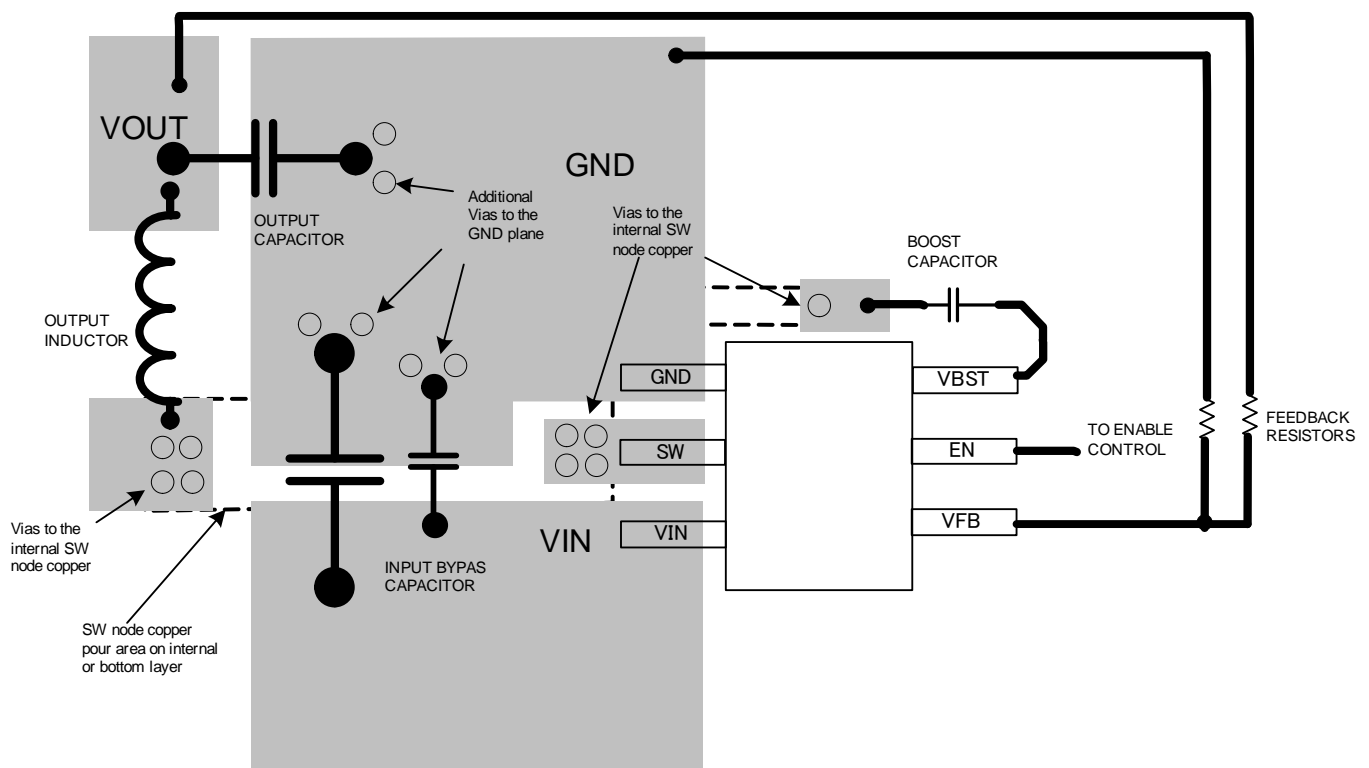 VOUT
GND
OUTPUT
CAPACITOR
Additional
Vias to the
GND plane
Vias to the
internal SW
node copper
BOOST
CAPACITOR
OUTPUT
INDUCTOR
GND
VBST
SW
EN
TO ENABLE
CONTROL
FEEDBACK
RESISTORS
VIN
VIN
VFB
Vias to the
internal SW
node copper
INPUT BYPAS
CAPACITOR
SW node copper
pour area on internal
or bottom layer